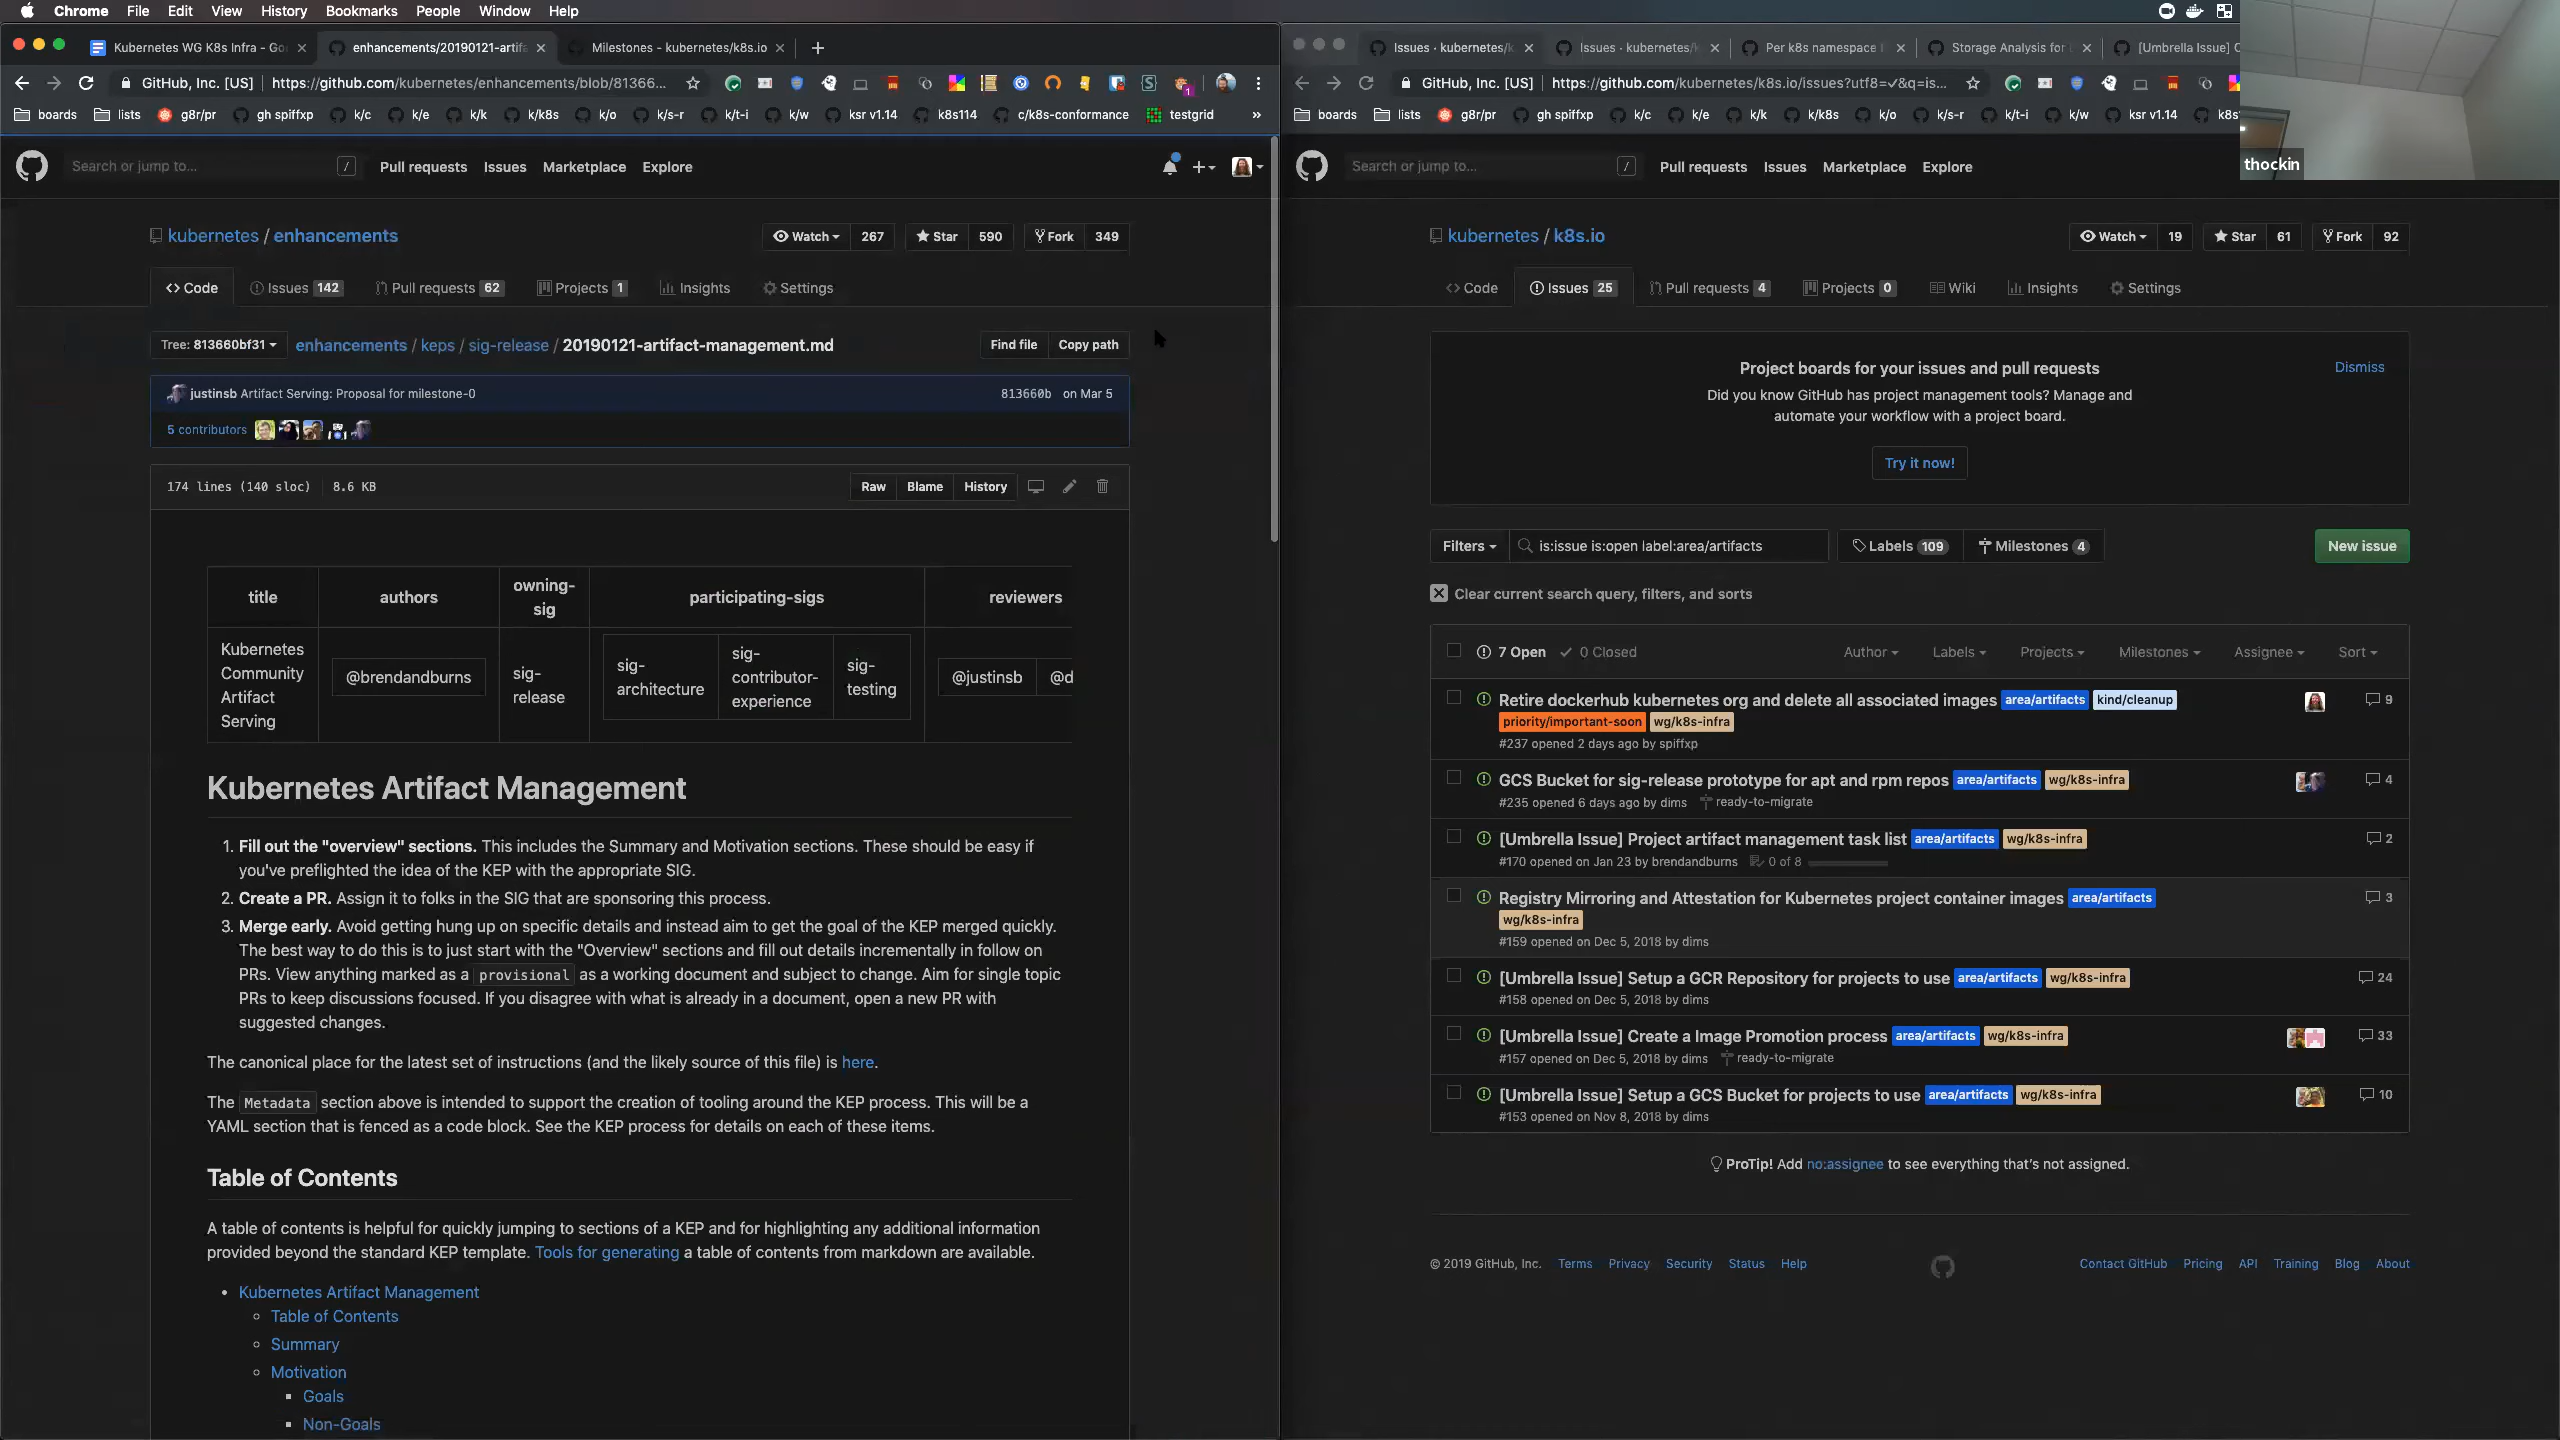 Chrome File Edit View History Bookmarks People Window Help
Kubernetes WG K8s Infra - Goo
enhancements/20190121-artifa
Milestones - kubernetes/k8s.io
GitHub, Inc. [US] | https://github.com/kubernetes/enhancements/blob/81366...
boards lists g8r/pr gh spiffxp k/c k/e k/k k/k8s k/o k/s-r k/t-i k/w ksr v1.14 k8s114 c/k8s-conformance testgrid »
Search or jump to... / Pull requests Issues Marketplace Explore
kubernetes / enhancements
Watch 267 Star 590 Fork 349
Code Issues 142 Pull requests 62 Projects 1 Insights Settings
Tree: 813660bf31 enhancements / keps / sig-release / 20190121-artifact-management.md Find file Copy path
justinsb Artifact Serving: Proposal for milestone-0 813660b on Mar 5
5 contributors
174 lines (140 sloc) | 8.6 KB Raw Blame History
title authors owning-sig participating-sigs reviewers
Kubernetes Community Artifact Serving
@brendandburns
sig-release
sig-architecture
sig-contributor-experience
sig-testing
@justinsb @d
Kubernetes Artifact Management
1. Fill out the "overview" sections. This includes the Summary and Motivation sections. These should be easy if
you've preflighted the idea of the KEP with the appropriate SIG.
2. Create a PR. Assign it to folks in the SIG that are sponsoring this process.
3. Merge early. Avoid getting hung up on specific details and instead aim to get the goal of the KEP merged quickly.
The best way to do this is to just start with the "Overview" sections and fill out details incrementally in follow on
PRs. View anything marked as a provisional as a working document and subject to change. Aim for single topic
PRs to keep discussions focused. If you disagree with what is already in a document, open a new PR with
suggested changes.
The canonical place for the latest set of instructions (and the likely source of this file) is here.
The Metadata section above is intended to support the creation of tooling around the KEP process. This will be a
YAML section that is fenced as a code block. See the KEP process for details on each of these items.
Table of Contents
A table of contents is helpful for quickly jumping to sections of a KEP and for highlighting any additional information
provided beyond the standard KEP template. Tools for generating a table of contents from markdown are available.
• Kubernetes Artifact Management
Table of Contents
Summary
Motivation
Goals
Non-Goals
Issues · kubernetes/k
Issues · kubernetes/k
Per k8s namespace
Storage Analysis for
[Umbrella Issue] C
GitHub, Inc. [US] | https://github.com/kubernetes/k8s.io/issues?utf8=✓&q=is...
boards lists g8r/pr gh spiffxp k/c k/e k/k k/k8s k/o k/s-r k/t-i k/w ksr v1.14 k8s
thockin
Search or jump to... / Pull requests Issues Marketplace Explore
kubernetes / k8s.io
Watch 19 Star 61 Fork 92
Code Issues 25 Pull requests 4 Projects 0 Wiki Insights Settings
Project boards for your issues and pull requests
Dismiss
Did you know GitHub has project management tools? Manage and
automate your workflow with a project board.
Try it now!
Filters is:issue is:open label:area/artifacts Labels 109 Milestones 4 New issue
Clear current search query, filters, and sorts
7 Open 0 Closed Author Labels Projects Milestones Assignee Sort
Retire dockerhub kubernetes org and delete all associated images area/artifacts kind/cleanup 9
priority/important-soon wg/k8s-infra
#237 opened 2 days ago by spiffxp
GCS Bucket for sig-release prototype for apt and rpm repos area/artifacts wg/k8s-infra 4
#235 opened 6 days ago by dims ready-to-migrate
[Umbrella Issue] Project artifact management task list area/artifacts wg/k8s-infra 2
#170 opened on Jan 23 by brendandburns 0 of 8
Registry Mirroring and Attestation for Kubernetes project container images area/artifacts 3
wg/k8s-infra
#159 opened on Dec 5, 2018 by dims
[Umbrella Issue] Setup a GCR Repository for projects to use area/artifacts wg/k8s-infra 24
#158 opened on Dec 5, 2018 by dims
[Umbrella Issue] Create a Image Promotion process area/artifacts wg/k8s-infra 33
#157 opened on Dec 5, 2018 by dims ready-to-migrate
[Umbrella Issue] Setup a GCS Bucket for projects to use area/artifacts wg/k8s-infra 10
#153 opened on Nov 8, 2018 by dims
ProTip! Add no:assignee to see everything that's not assigned.
© 2019 GitHub, Inc. Terms Privacy Security Status Help Contact GitHub Pricing API Training Blog About